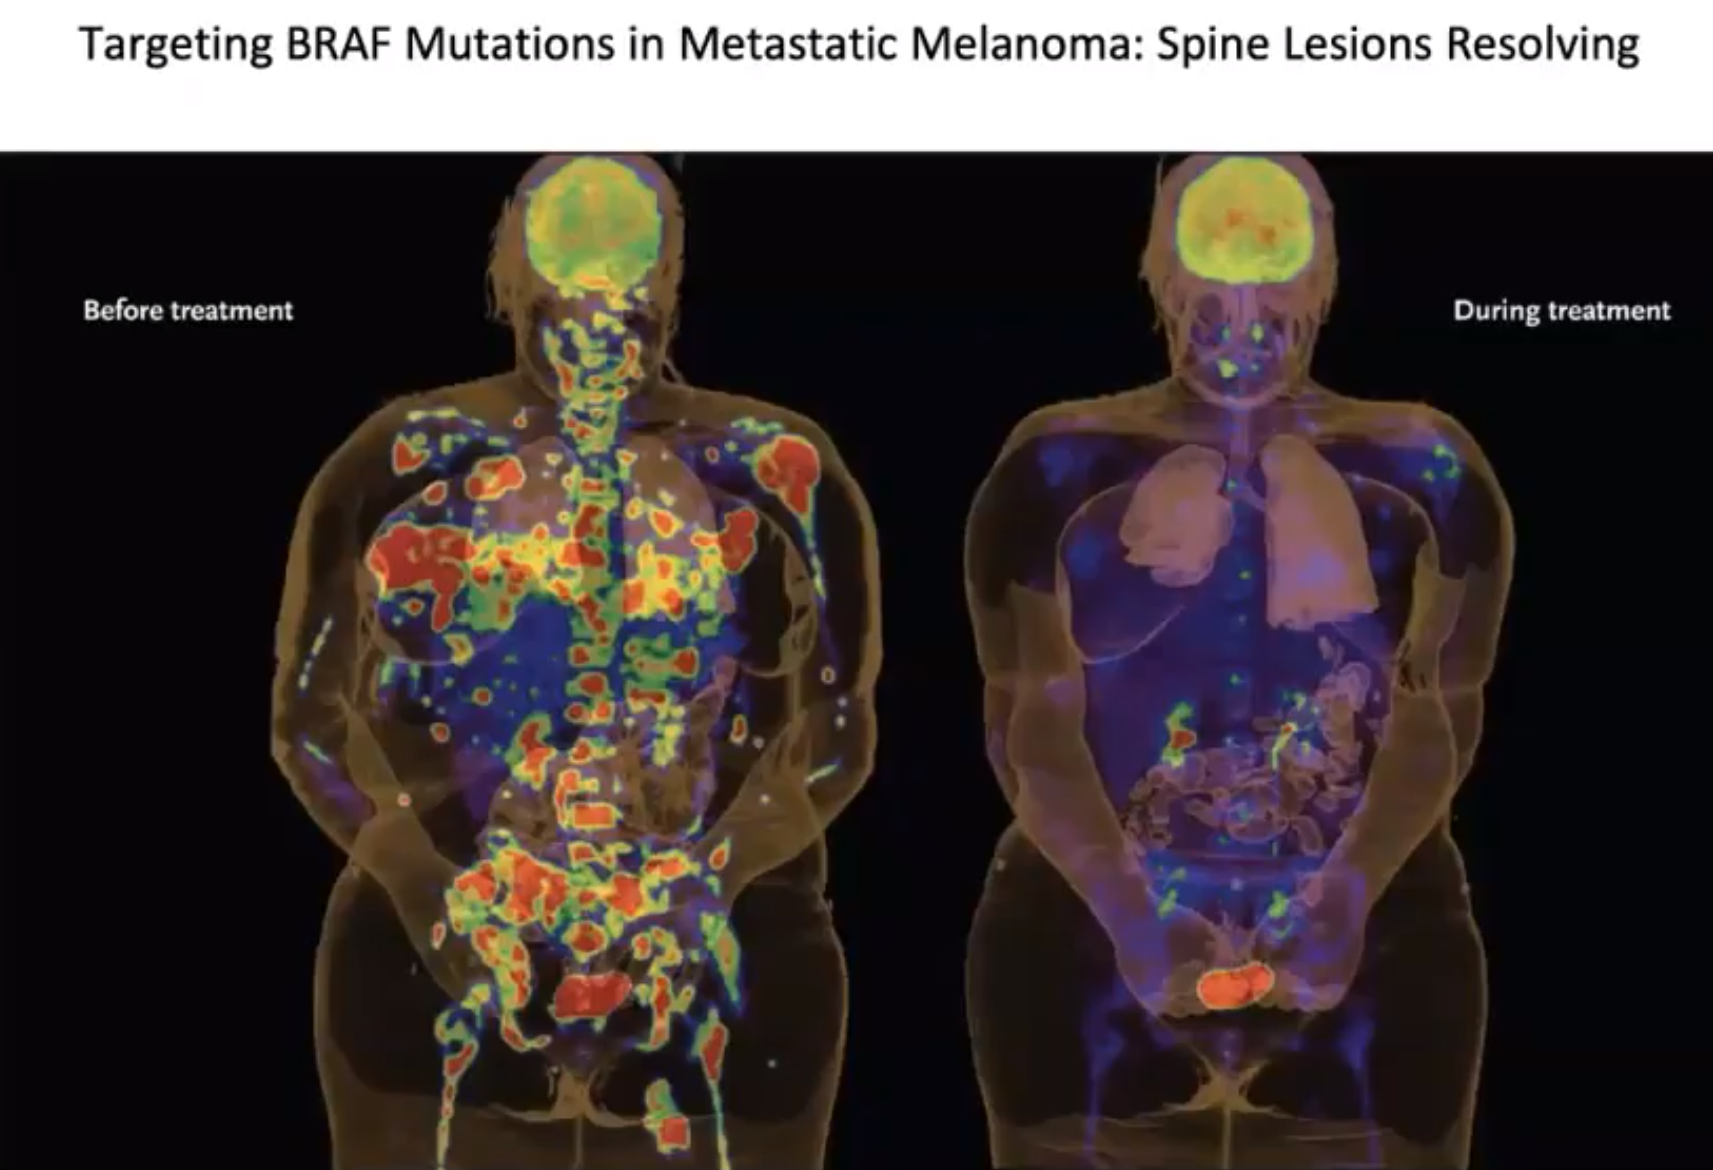 Targeting BRAF Mutations in Metastatic Melanoma: Spine Lesions Resolving
Before treatment
During treatment